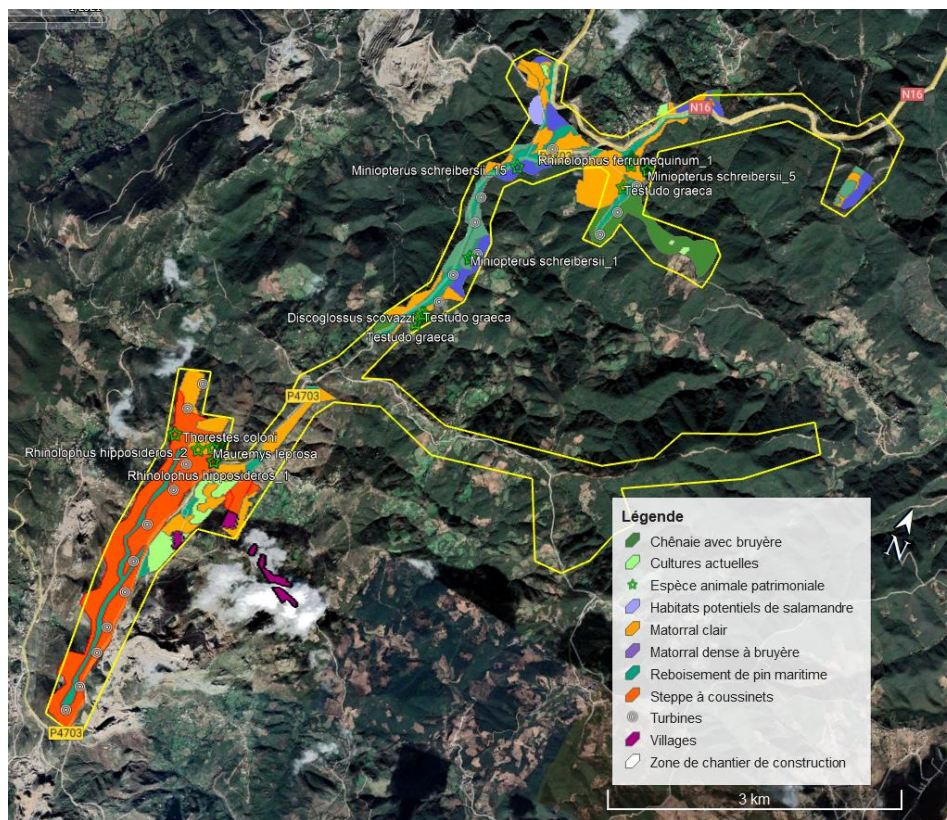 N16
N16
Rhinolophus ferrumequinum_1
Miniopterus schreibersii_15
Miniopterus schreibersii_5
Testudo graeca
Miniopterus schreibersii_1
Discoglossus scovazzi
Testudo graeca
Testudo graeca
P4703
Thorestes coloni
Rhinolophus hipposideros_2
Mauremys leprosa
Rhinolophus hipposideros_1
Légende
Chênaie avec bruyère
Cultures actuelles
Espèce animale patrimoniale
Habitats potentiels de salamandre
Matorral clair
Matorral dense à bruyère
Reboisement de pin maritime
Steppe à coussinets
Turbines
Villages
Zone de chantier de construction
N
P4703
3 km